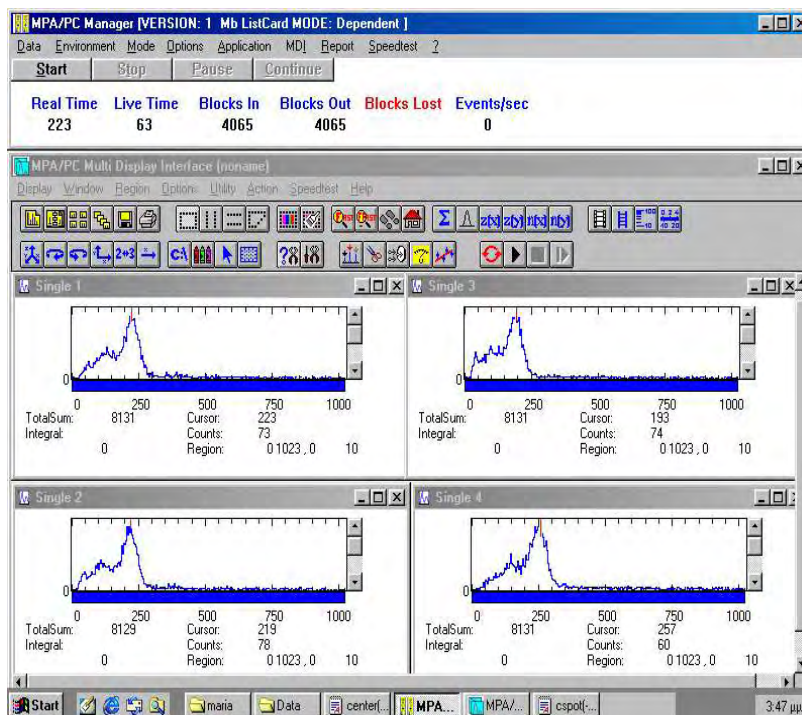 MPA/PC Manager [VERSION: 1 Mb ListCard MODE: Dependent ]
Data Environment Mode Options Application MDI Report Speedtest ?
Start Stop Pause Continue
Real Time Live Time Blocks In Blocks Out Blocks Lost Events/sec
223 63 4065 4065 0
MPA/PC Multi Display Interface (noname)
Display Window Region Options Utility Action Speedtest Help
Σ z(x) z(y) n(x) n(y)
2↔3 C:\
Single 1
0
0 250 500 750 1000
TotalSum: 8131 Cursor: 223
Integral: Counts: 73
0 Region: 0 1023 , 0 10
Single 3
0
0 250 500 750 1000
TotalSum: 8131 Cursor: 193
Integral: Counts: 74
0 Region: 0 1023 , 0 10
Single 2
0
0 250 500 750 1000
TotalSum: 8129 Cursor: 219
Integral: Counts: 78
0 Region: 0 1023 , 0 10
Single 4
0
0 250 500 750 1000
TotalSum: 8131 Cursor: 257
Integral: Counts: 60
0 Region: 0 1023 , 0 10
Start maria Data center(... MPA... MPA/... cspot(-... 3:47 μμ